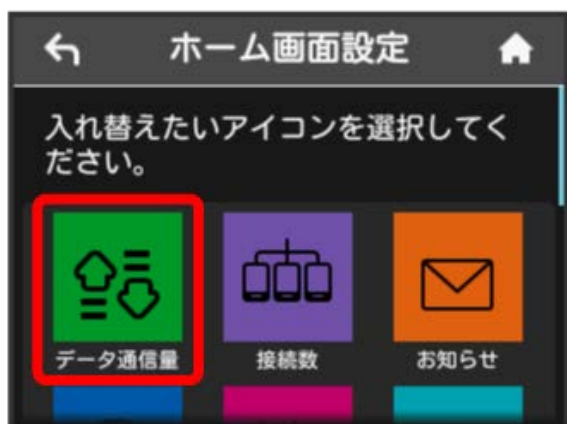 ホーム画面設定
入れ替えたいアイコンを選択してく
ださい。
データ通信量 接続数 お知らせ